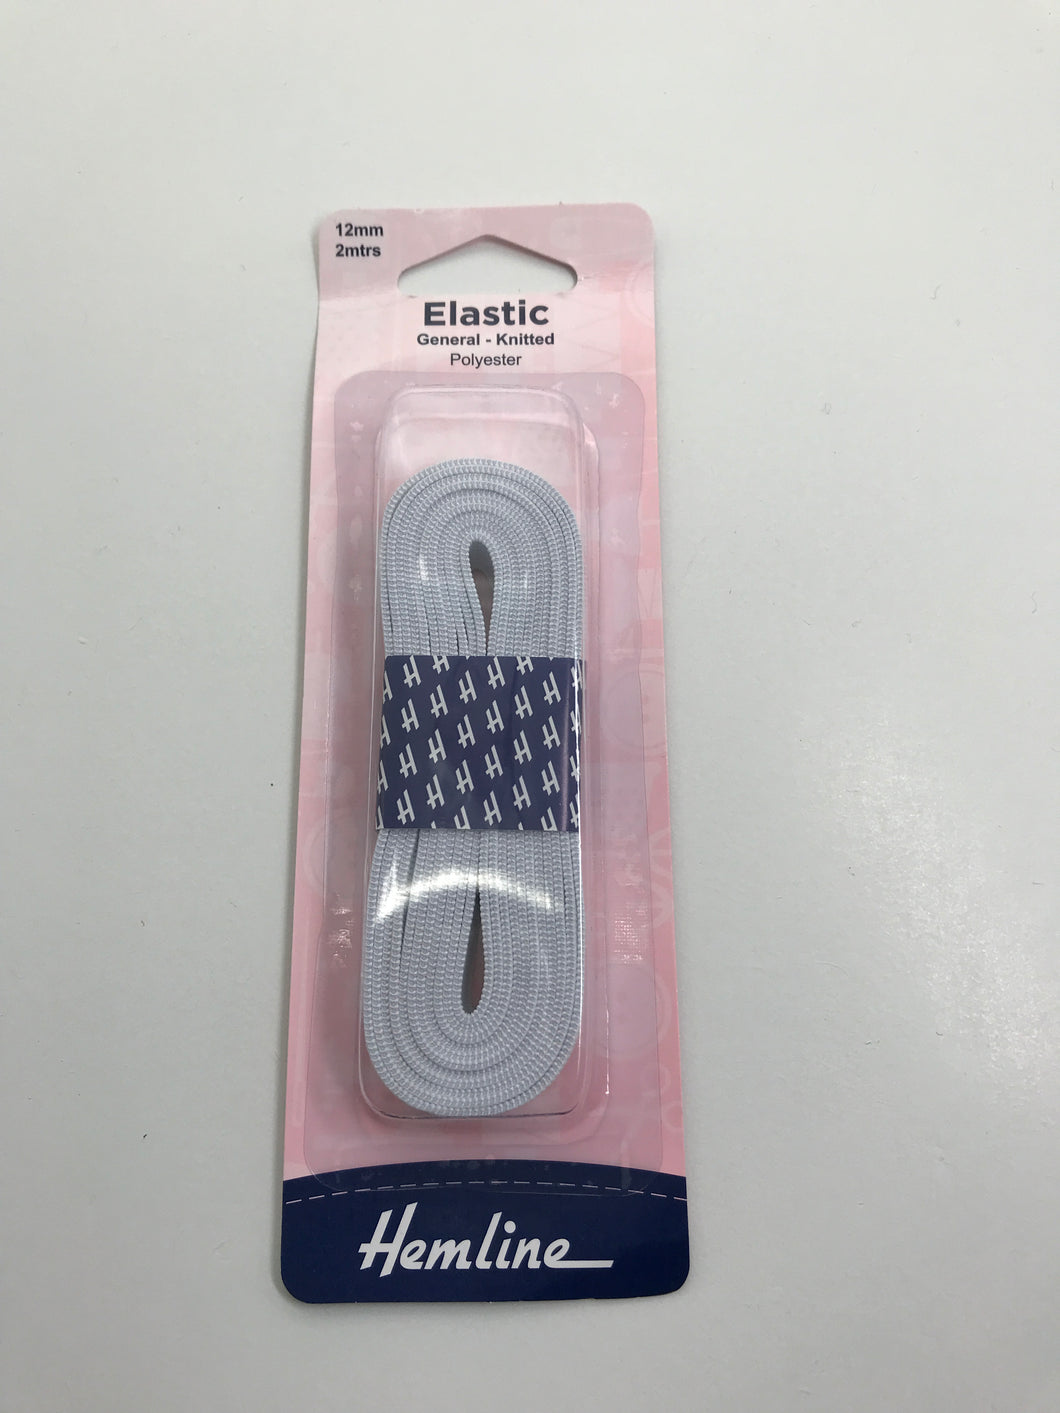 12mm
2mtrs
Elastic
General - Knitted
Polyester
Hemline